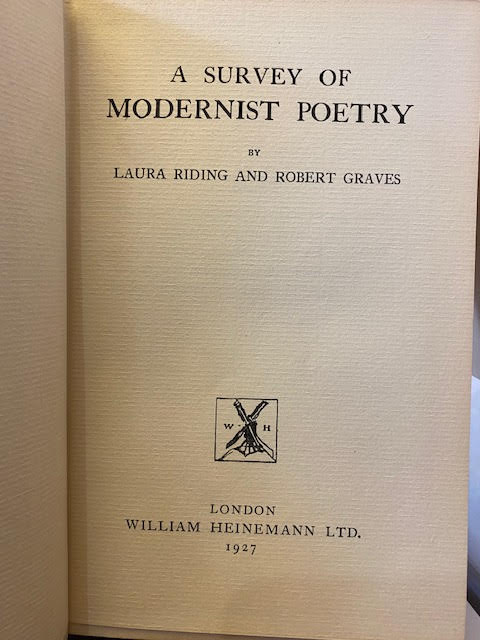 A SURVEY OF
MODERNIST POETRY
BY
LAURA RIDING AND ROBERT GRAVES
W H
LONDON
WILLIAM HEINEMANN LTD.
1927